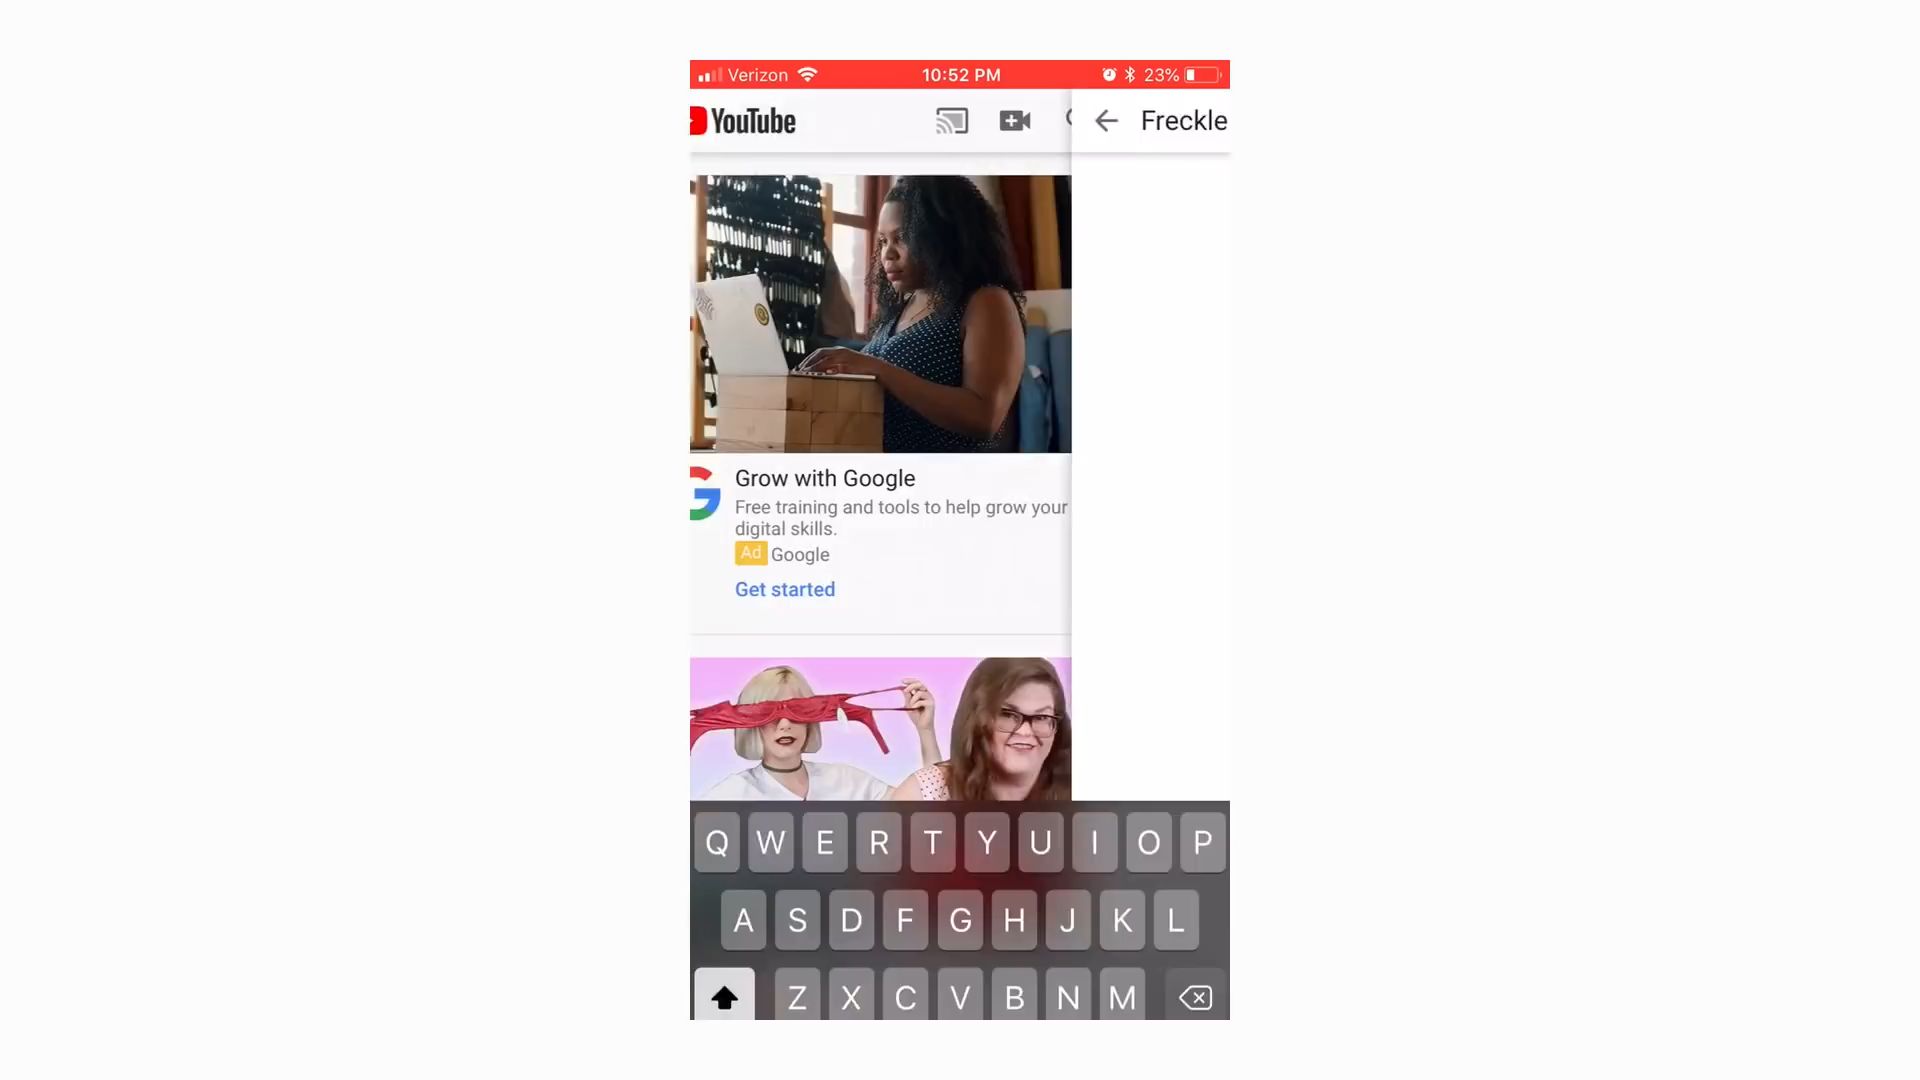 Verizon 10:52 PM 23%
YouTube
Freckle
Grow with Google
Free training and tools to help grow your
digital skills.
Ad Google
Get started
Q W E R T Y U I O P
A S D F G H J K L
Z X C V B N M